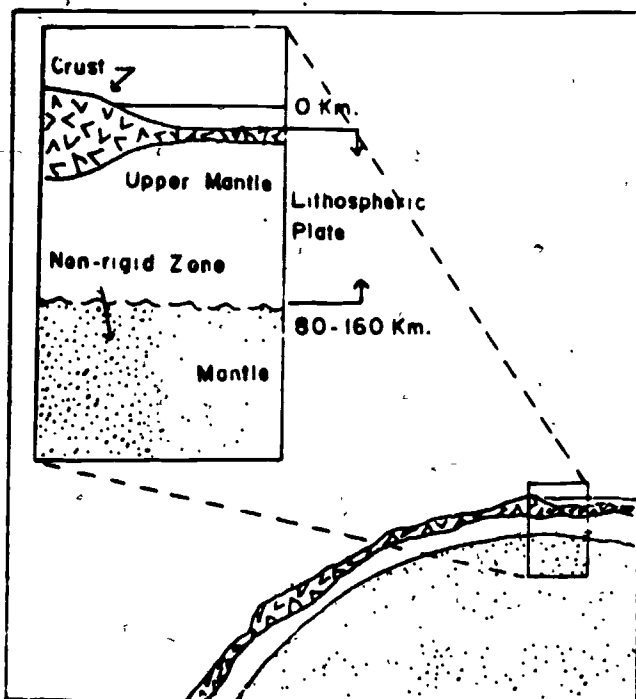 Crust
0 Km.
Upper Mantle
Lithospheric
Plate
Non-rigid Zone
80-160 Km.
Mantle